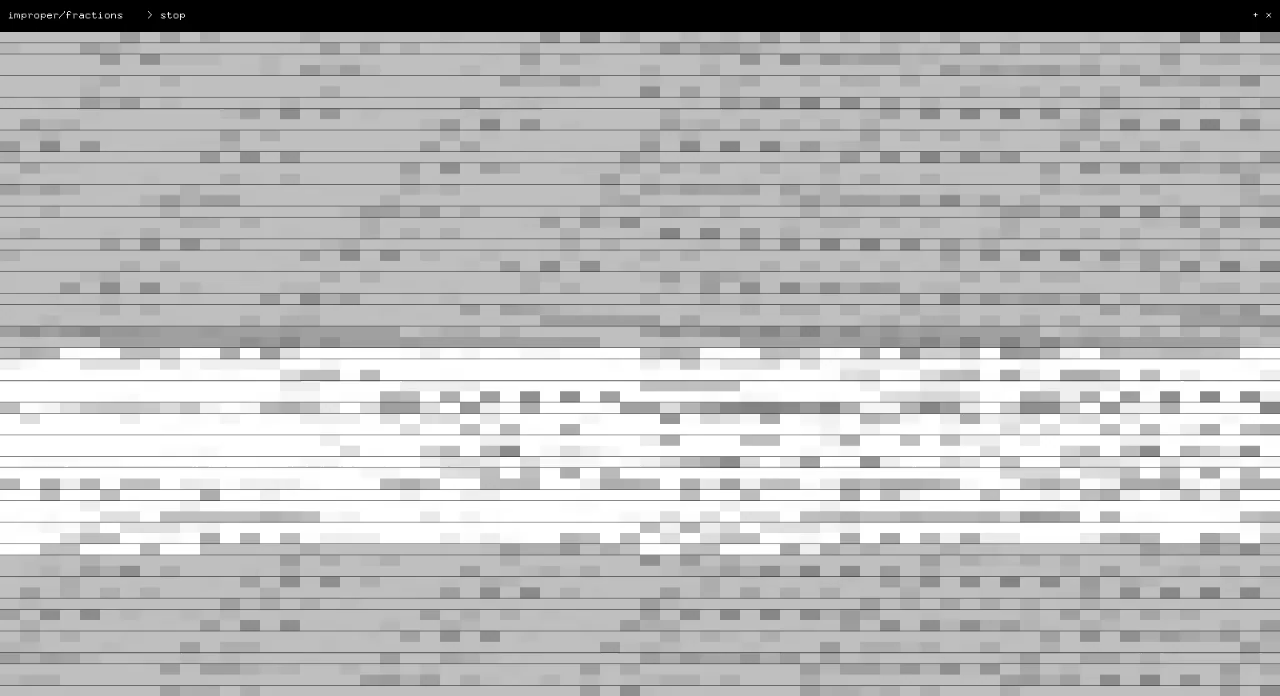 improper/fractions > stop + ×